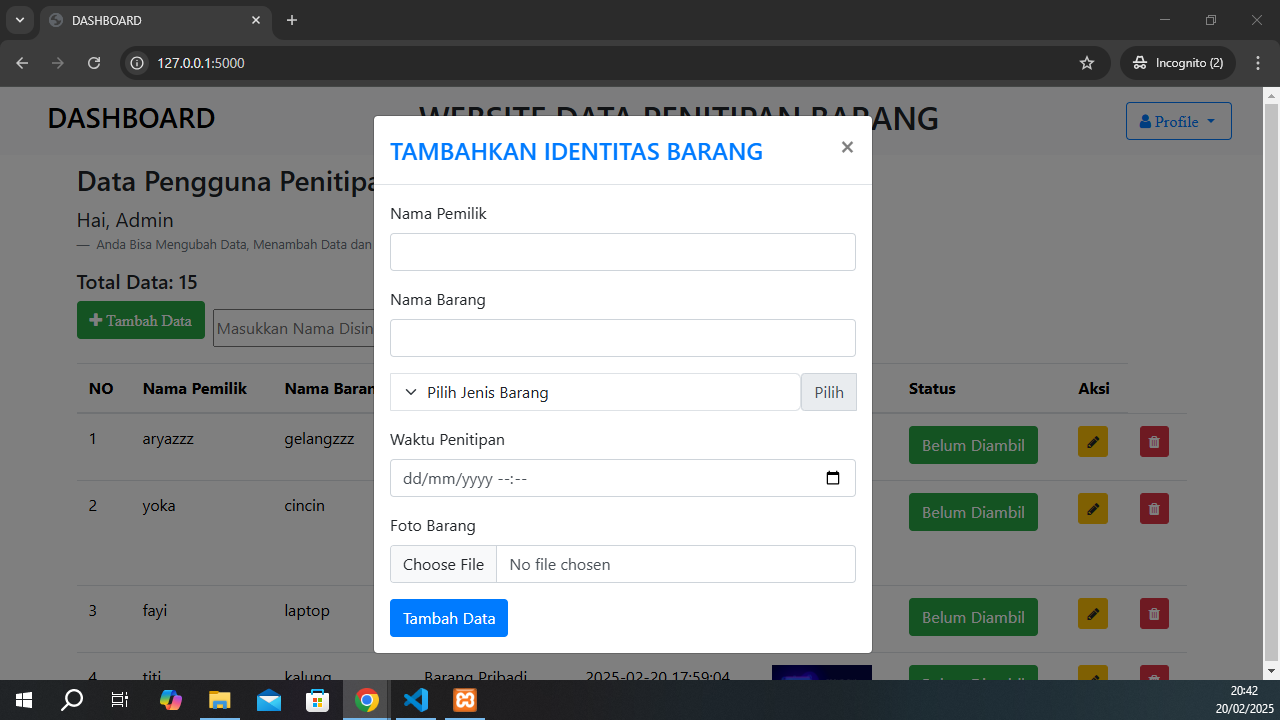 DASHBOARD
127.0.0.1:5000
Incognito (2)
DASHBOARD
WEBSITE DATA PENITIPAN BARANG
Profile
TAMBAHKAN IDENTITAS BARANG
×
Data Pengguna
Hai, Admin
— Anda Bisa Mengubah Data, Menambah Data dan
Total Data: 15
Tambah Data
Masukkan Nama
Nama Pemilik
Nama Barang
Pilih Jenis Barang
Pilih
Waktu Penitipan
dd/mm/yyyy --:--
Foto Barang
Choose File No file chosen
Tambah Data
NO Nama Pemilik Nama Status Aksi
1 aryazzz gelangzzz Belum Diambil
2 yoka cincin Belum Diambil
3 fayi laptop Belum Diambil
4 titi kalung Barang Pribadi 2025-02-20 17:59:04
20:42
20/02/2025